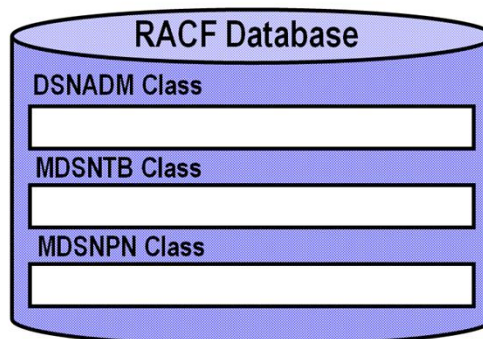 RACF Database
DSNADM Class
MDSNTB Class
MDSNPN Class